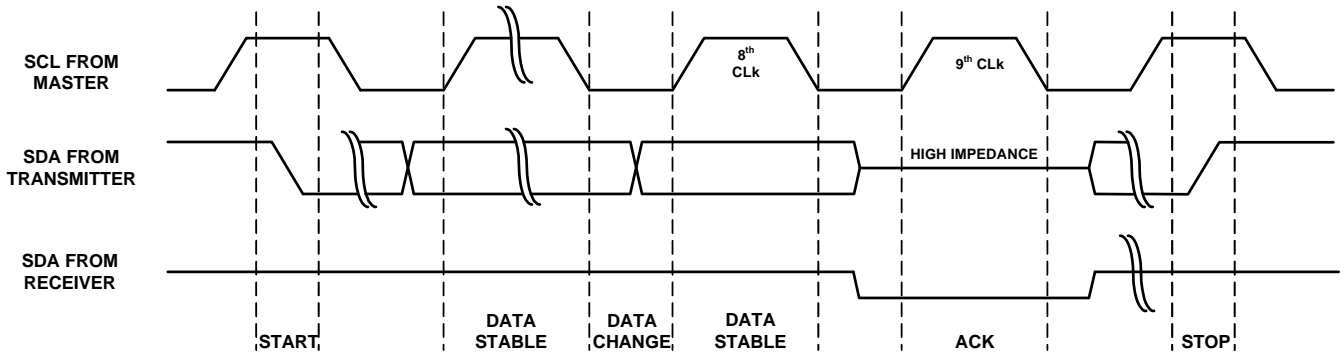 SCL FROM
MASTER
8th
CLk
9th CLk
SDA FROM
TRANSMITTER
HIGH IMPEDANCE
SDA FROM
RECEIVER
START
DATA
STABLE
DATA
CHANGE
DATA
STABLE
ACK
STOP